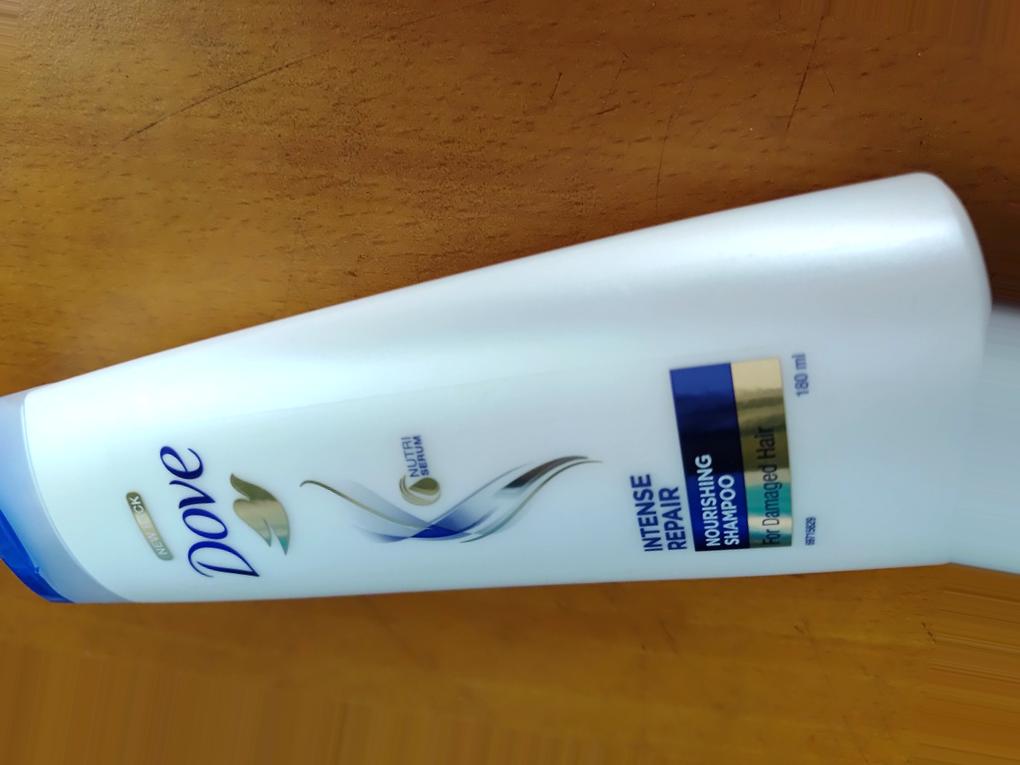 Dove
NUTRI
SERUM
INTENSE
REPAIR
NOURISHING
SHAMPOO
For Damaged Hair
180 ml